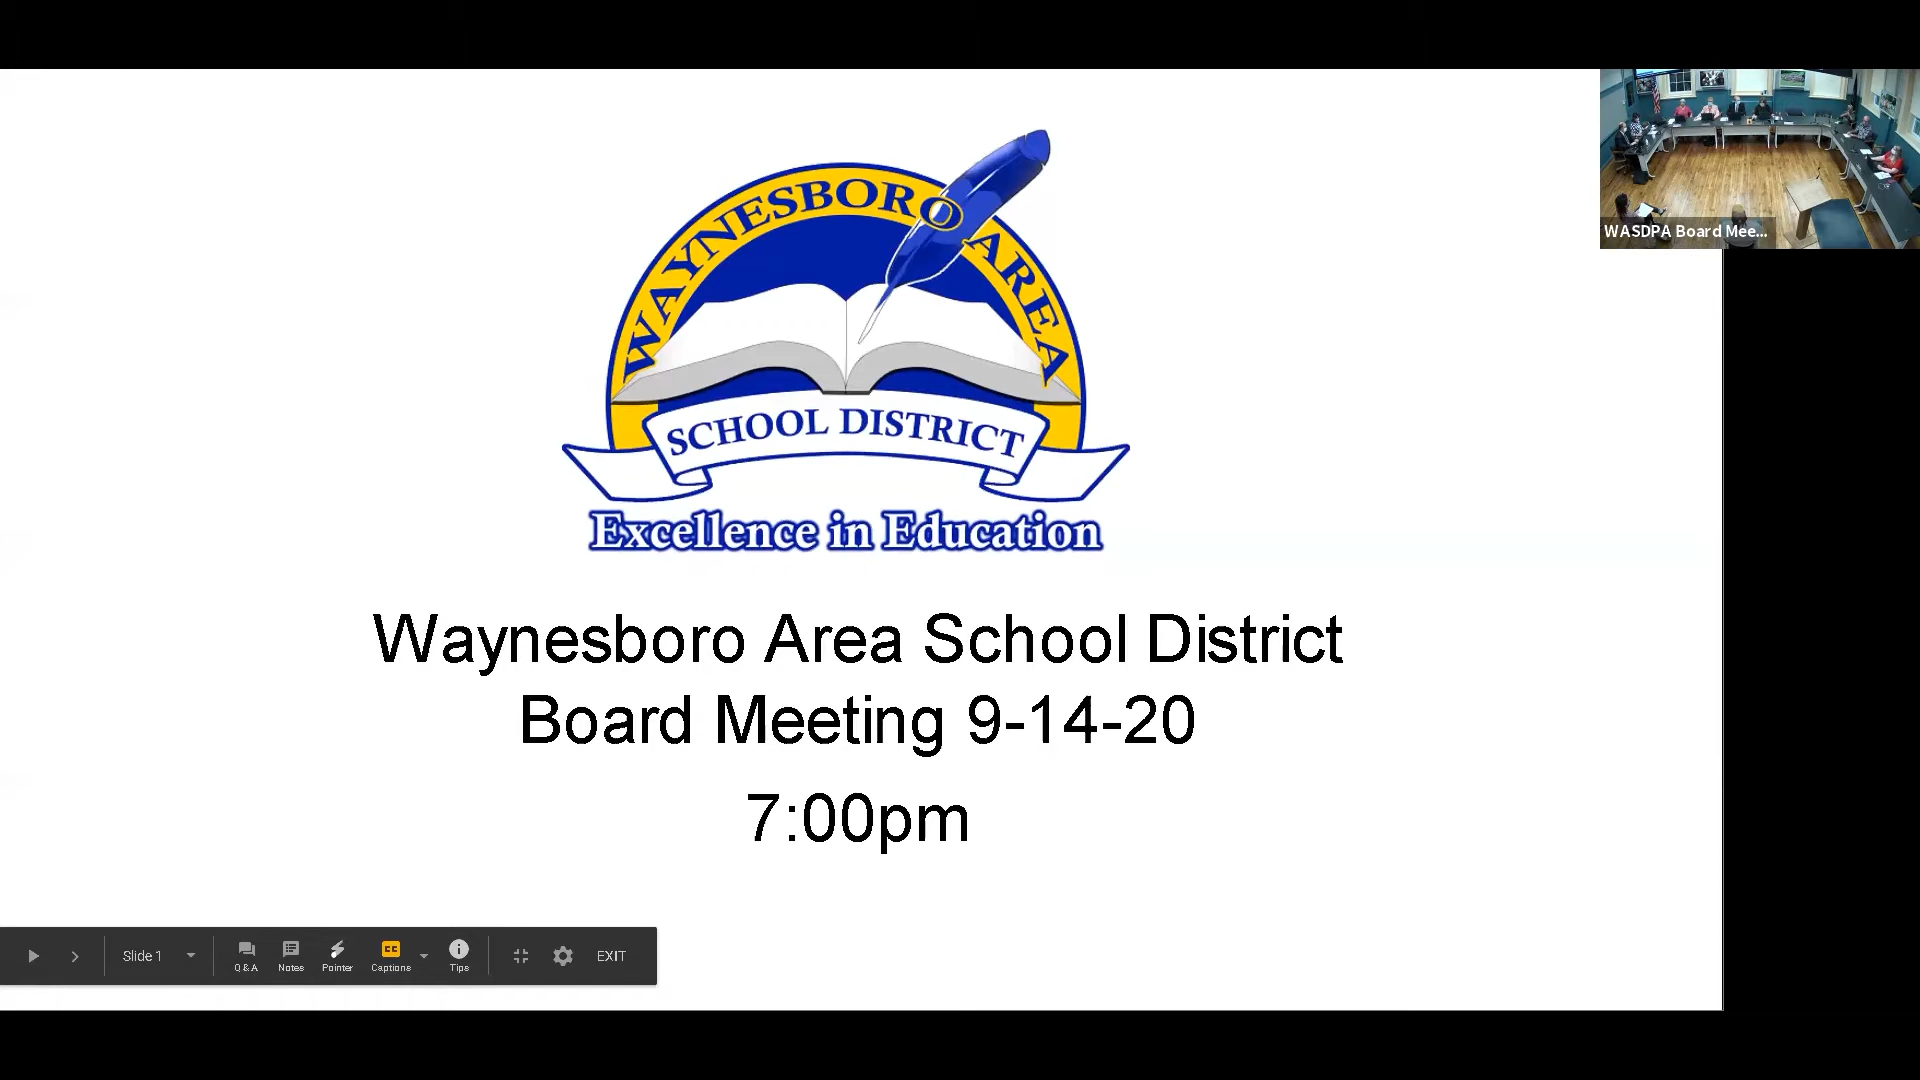 WAYNESBORO AREA
SCHOOL DISTRICT
Excellence in Education
Waynesboro Area School District
Board Meeting 9-14-20
7:00pm
WASDPA Board Mee...
Slide 1
Q&A
Notes
Pointer
CC
Captions
Tips
EXIT